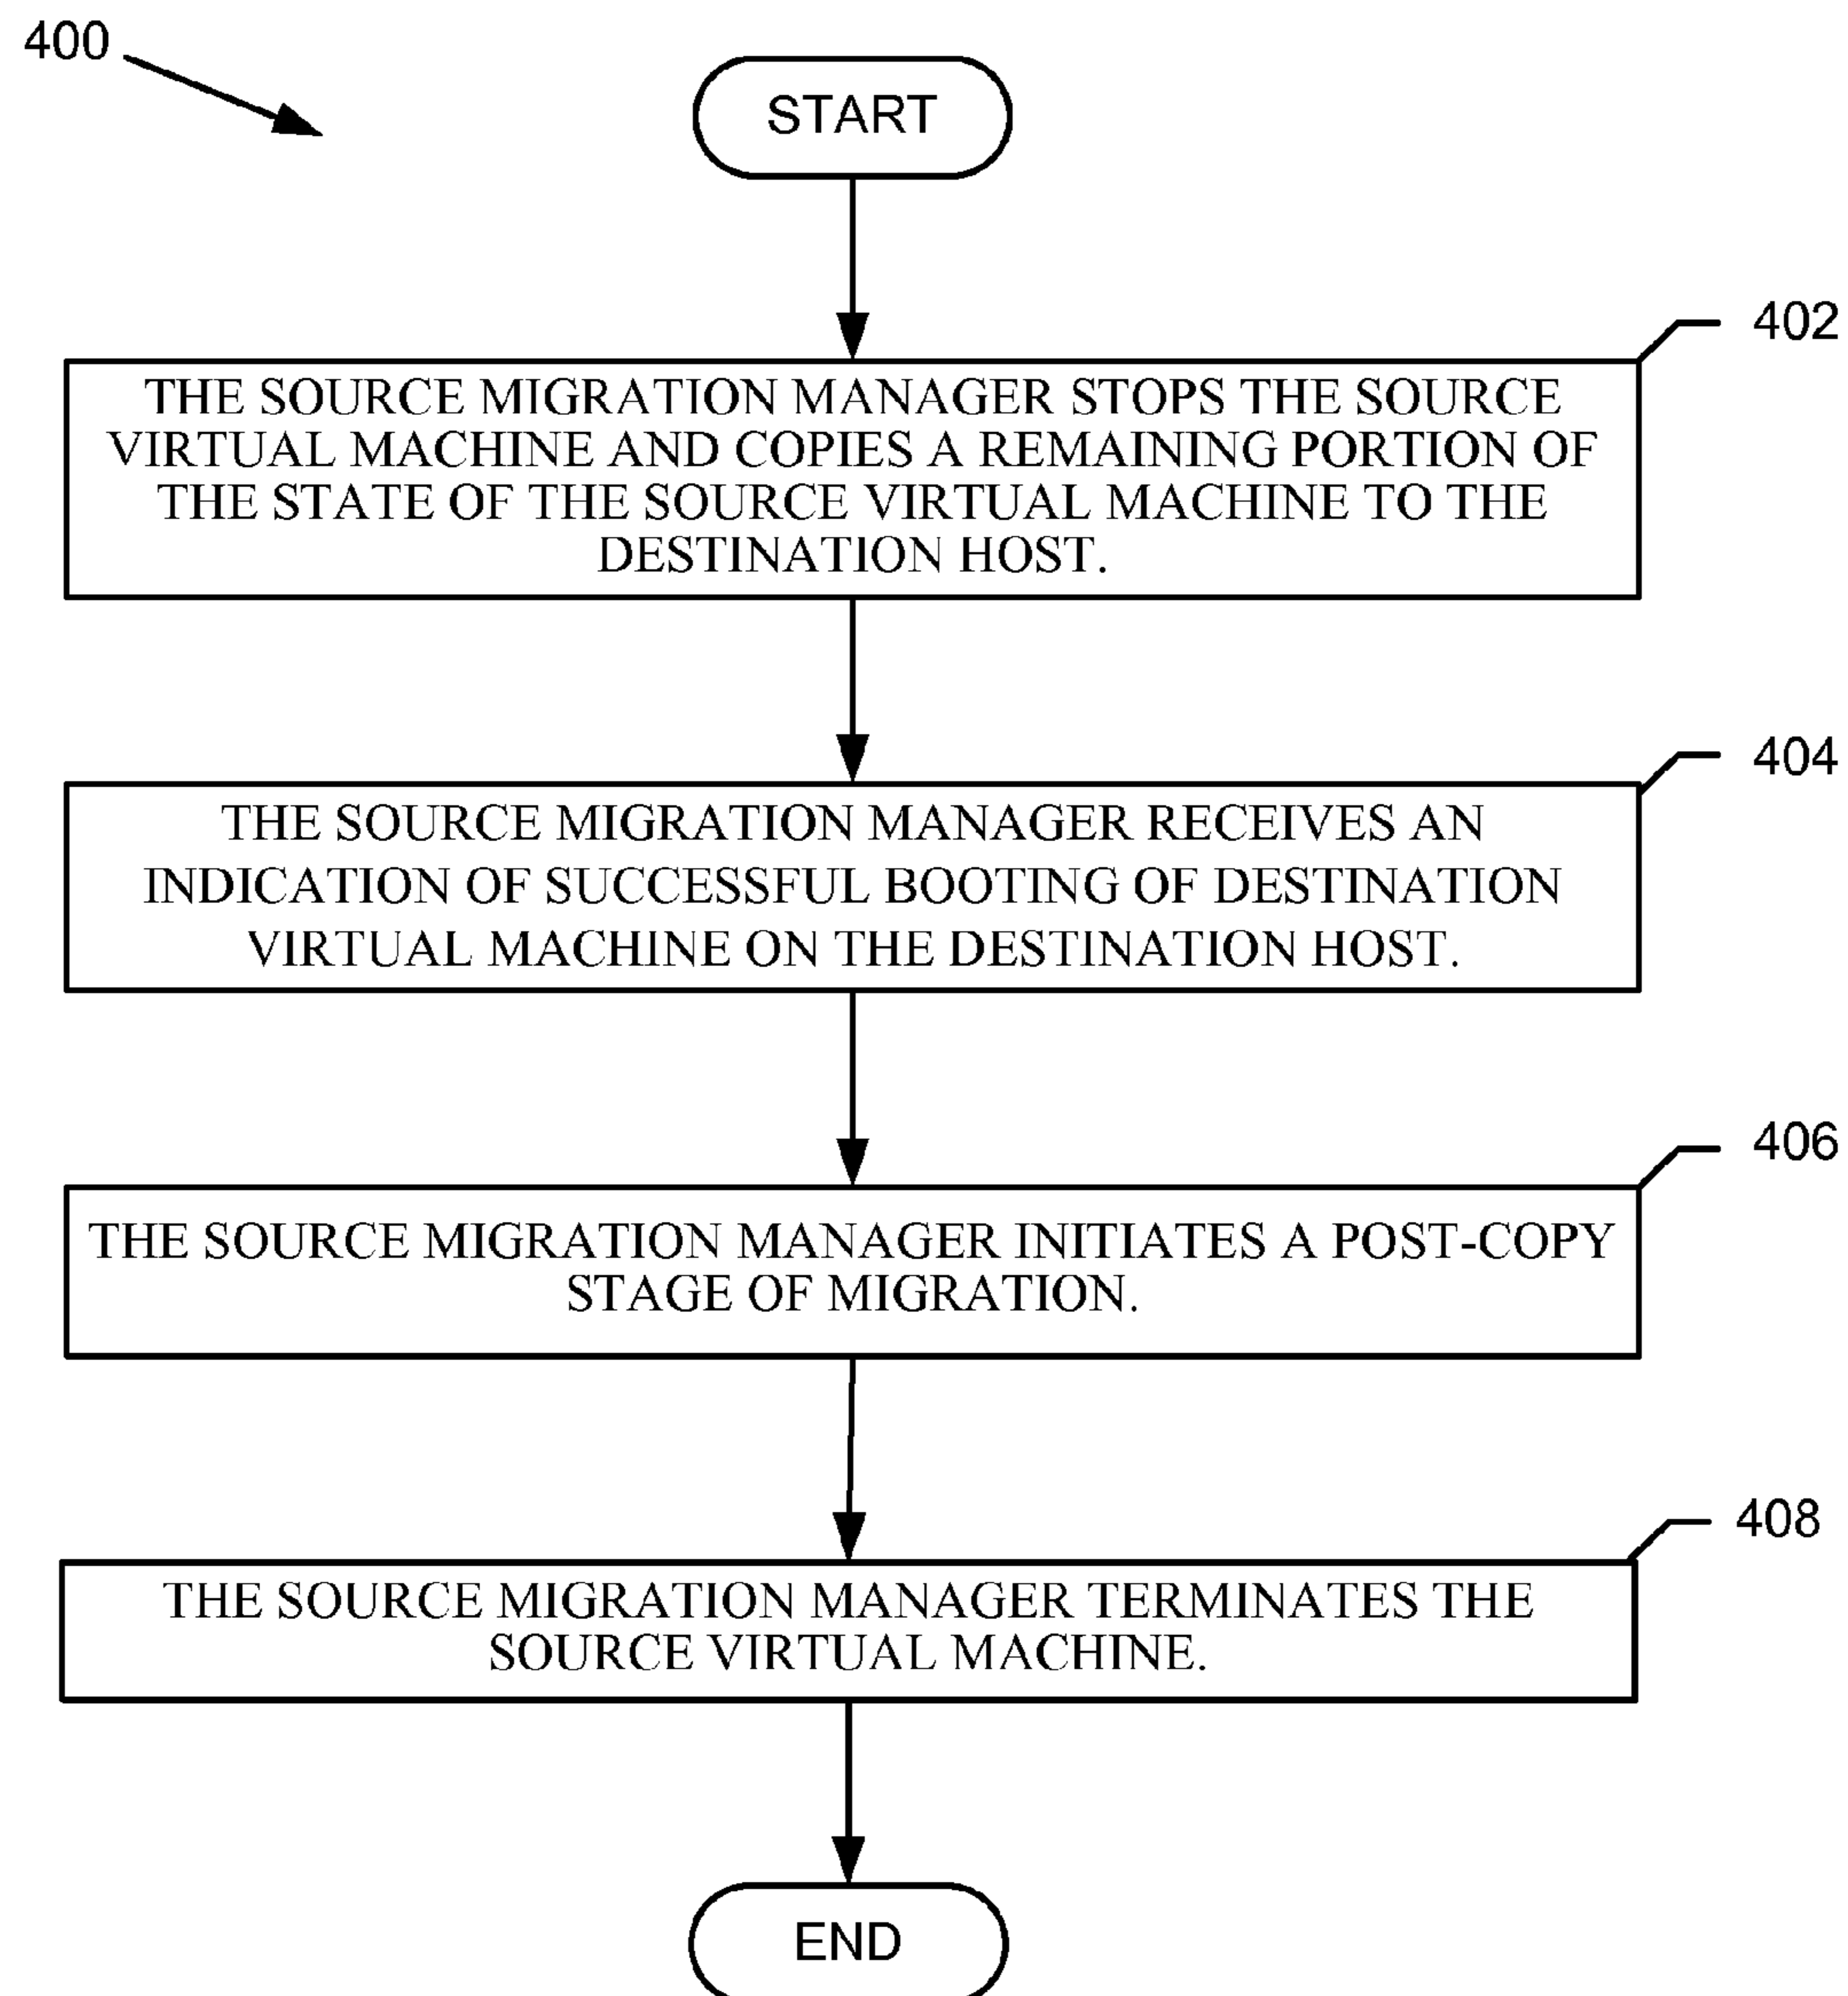 400
START
402
THE SOURCE MIGRATION MANAGER STOPS THE SOURCE
VIRTUAL MACHINE AND COPIES A REMAINING PORTION OF
THE STATE OF THE SOURCE VIRTUAL MACHINE TO THE
DESTINATION HOST.
404
THE SOURCE MIGRATION MANAGER RECEIVES AN
INDICATION OF SUCCESSFUL BOOTING OF DESTINATION
VIRTUAL MACHINE ON THE DESTINATION HOST.
406
THE SOURCE MIGRATION MANAGER INITIATES A POST-COPY
STAGE OF MIGRATION.
408
THE SOURCE MIGRATION MANAGER TERMINATES THE
SOURCE VIRTUAL MACHINE.
END